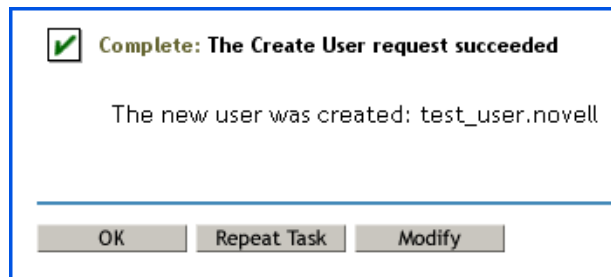 Complete: The Create User request succeeded
The new user was created: test_user.novell
OK Repeat Task Modify